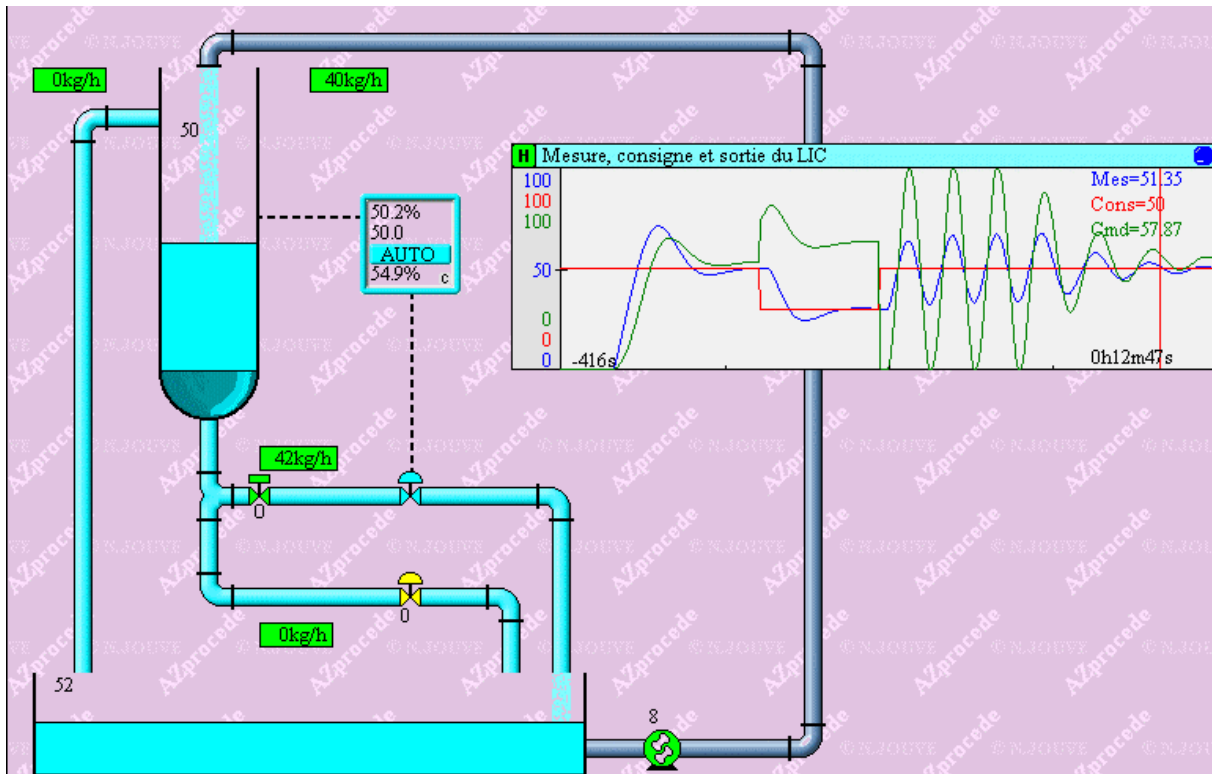 0kg/h
40kg/h
50
H Mesure, consigne et sortie du LIC
100
100
100
50
0
0
0
Mes=51.35
Cons=50
Cmd=57.87
-416s
0h12m47s
50.2%
50.0
AUTO
54.9% c
42kg/h
0
0
0kg/h
52
8
AZprocede
© N.JOUVE